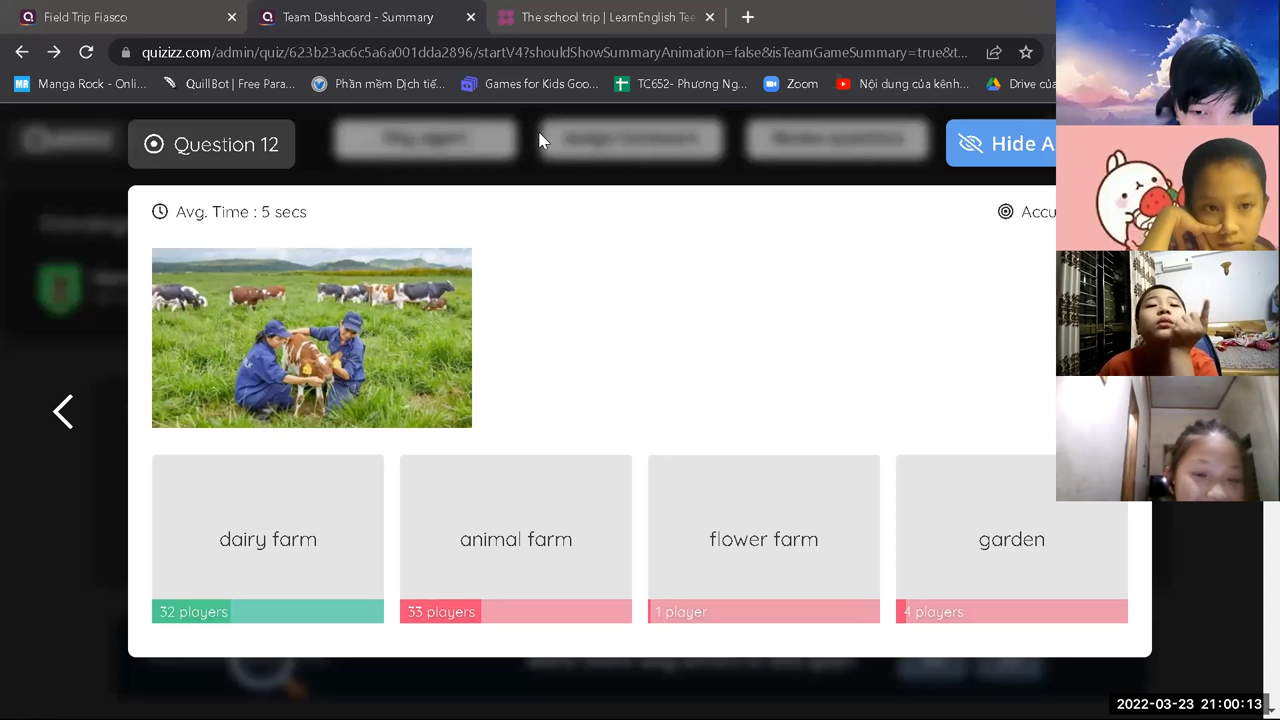 Field Trip Fiasco
Team Dashboard - Summary
The school trip | LearnEnglish Tee
quizizz.com/admin/quiz/623b23ac6c5a6a001dda2896/startV4?shouldShowSummaryAnimation=false&isTeamGameSummary=true&t...
MR Manga Rock - Onli...
QuillBot | Free Para...
Phần mềm Dịch tiế...
Games for Kids Goo...
TC652- Phương N...
Zoom
Nội dung của kênh...
Drive củа
Question 12
Hide A
Avg. Time : 5 secs
Accu
dairy farm
animal farm
flower farm
garden
32 players
33 players
1 player
4 players
2022-03-23 21:00:13